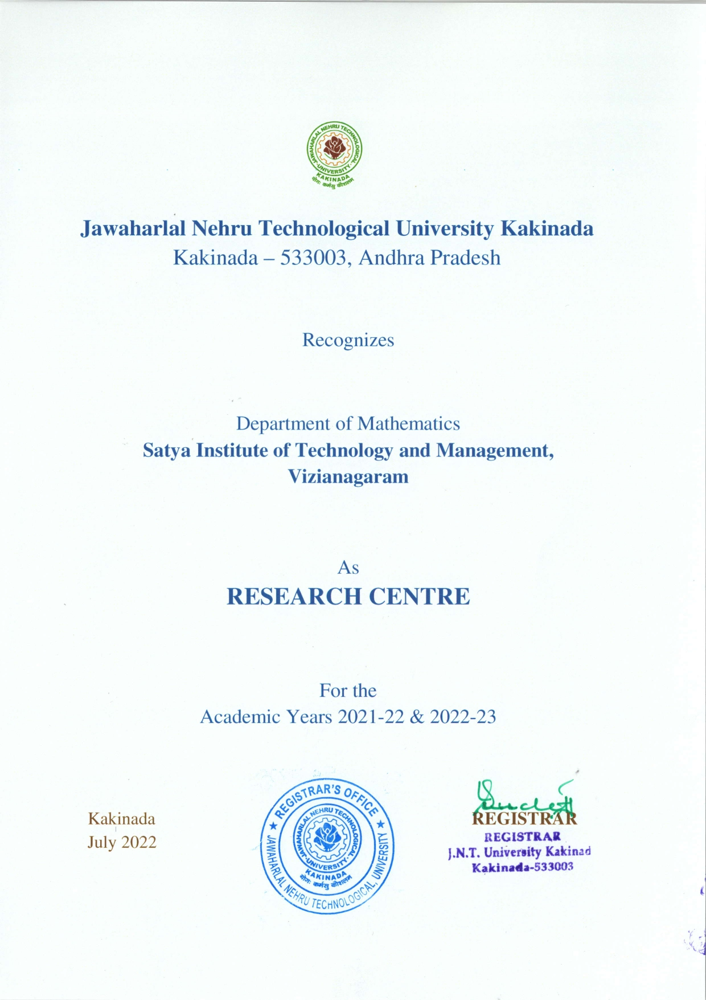 JAWAHARLAL NEHRU TECHNOLOGICAL
UNIVERSITY
KAKINADA
योगः कर्मसु कौशलम्
Jawaharlal Nehru Technological University Kakinada
Kakinada – 533003, Andhra Pradesh
Recognizes
Department of Mathematics
Satya Institute of Technology and Management,
Vizianagaram
As
RESEARCH CENTRE
For the
Academic Years 2021-22 & 2022-23
Kakinada
July 2022
★ REGISTRAR'S OFFICE ★
JAWAHARLAL NEHRU TECHNOLOGICAL, UNIVERSITY
JAWAHARLAL NEHRU TECHNOLOGICAL
UNIVERSITY
KAKINADA
योगः कर्मसु कौशलम्
REGISTRAR
REGISTRAR
J.N.T. University Kakinad
Kakinada-533003